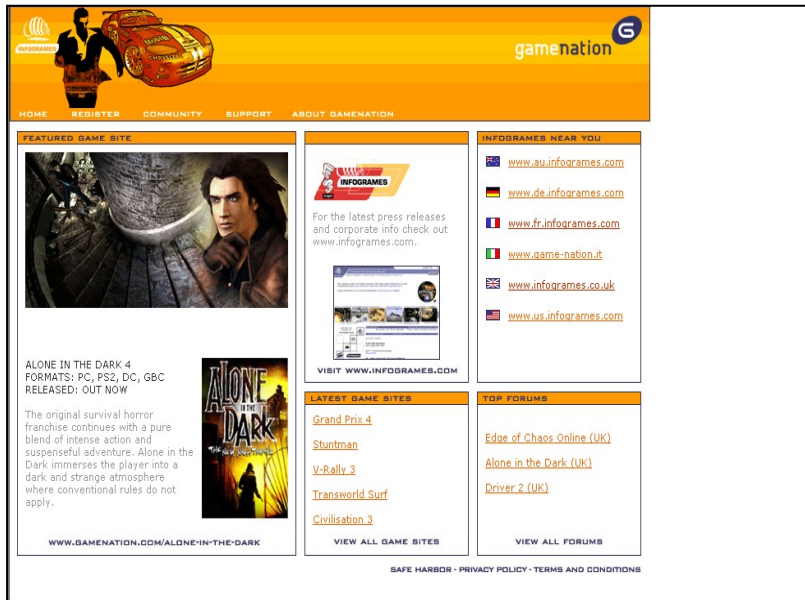 INFOGRAMES
gamenation
HOME REGISTER COMMUNITY SUPPORT ABOUT GAMENATION
FEATURED GAME SITE
ALONE IN THE DARK 4
FORMATS: PC, PS2, DC, GBC
RELEASED: OUT NOW
The original survival horror
franchise continues with a pure
blend of intense action and
suspenseful adventure. Alone in the
Dark immerses the player into a
dark and strange atmosphere
where conventional rules do not
apply.
ALONE
IN THE
DARK
THE NEW NIGHTMARE
WWW.GAMENATION.COM/ALONE-IN-THE-DARK
INFOGRAMES
For the latest press releases
and corporate info check out
www.infogrames.com.
VISIT WWW.INFOGRAMES.COM
LATEST GAME SITES
Grand Prix 4
Stuntman
V-Rally 3
Transworld Surf
Civilisation 3
VIEW ALL GAME SITES
INFOGRAMES NEAR YOU
www.au.infogrames.com
www.de.infogrames.com
www.fr.infogrames.com
www.game-nation.it
www.infogrames.co.uk
www.us.infogrames.com
TOP FORUMS
Edge of Chaos Online (UK)
Alone in the Dark (UK)
Driver 2 (UK)
VIEW ALL FORUMS
SAFE HARBOR - PRIVACY POLICY - TERMS AND CONDITIONS